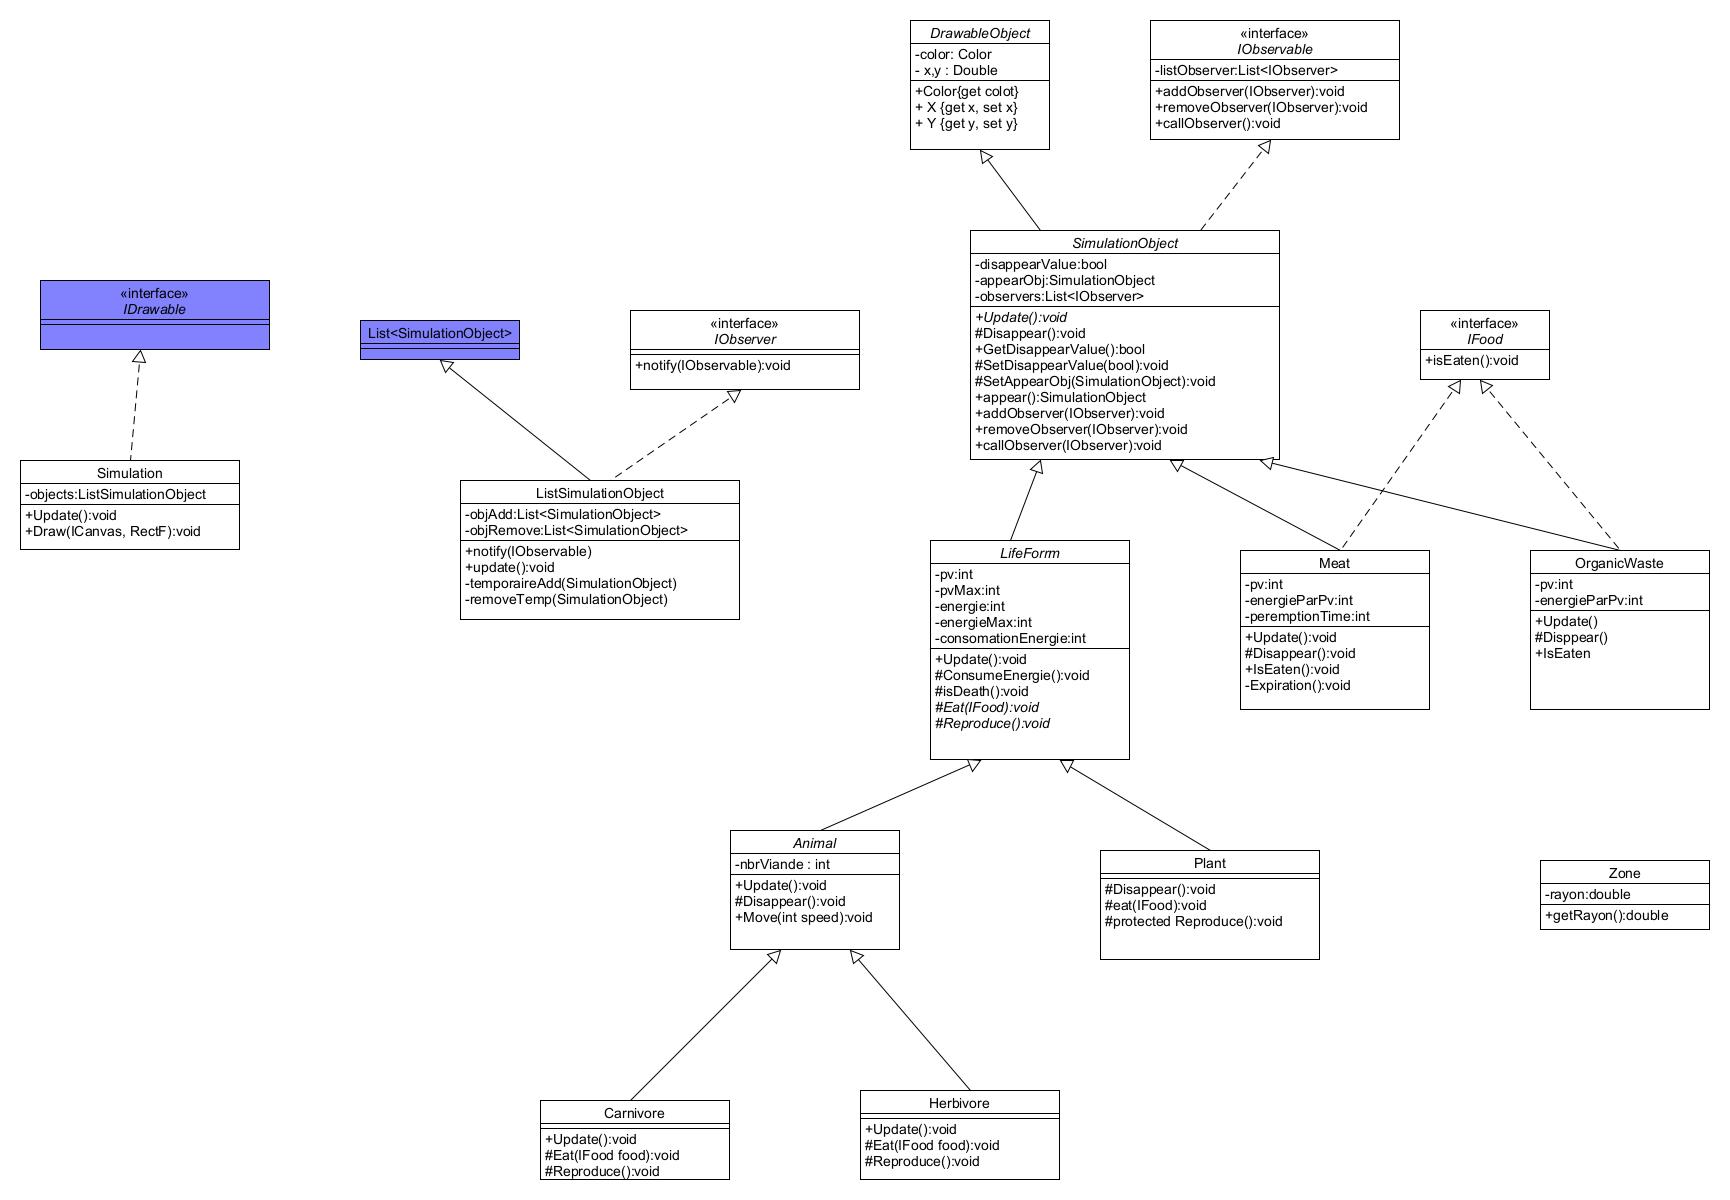 DrawableObject
-color: Color
- x,y : Double
+Color{get colot}
+ X {get x, set x}
+ Y {get y, set y}
«interface»
IObservable
-listObserver:List<IObserver>
+addObserver(IObserver):void
+removeObserver(IObserver):void
+callObserver():void
SimulationObject
-disappearValue:bool
-appearObj:SimulationObject
-observers:List<IObserver>
+Update():void
#Disappear():void
+GetDisappearValue():bool
#SetDisappearValue(bool):void
#SetAppearObj(SimulationObject):void
+appear():SimulationObject
+addObserver(IObserver):void
+removeObserver(IObserver):void
+callObserver(IObserver):void
«interface»
IDrawable
List<SimulationObject>
«interface»
IObserver
+notify(IObservable):void
«interface»
IFood
+isEaten():void
Simulation
-objects:ListSimulationObject
+Update():void
+Draw(ICanvas, RectF):void
ListSimulationObject
-objAdd:List<SimulationObject>
-objRemove:List<SimulationObject>
+notify(IObservable)
+update():void
-temporaireAdd(SimulationObject)
-removeTemp(SimulationObject)
LifeForm
-pv:int
-pvMax:int
-energie:int
-energieMax:int
-consomationEnergie:int
+Update():void
#ConsumeEnergie():void
#isDeath():void
#Eat(IFood):void
#Reproduce():void
Meat
-pv:int
-energieParPv:int
-peremptionTime:int
+Update():void
#Disappear():void
+IsEaten():void
-Expiration():void
OrganicWaste
-pv:int
-energieParPv:int
+Update()
#Disppear()
+IsEaten
Animal
-nbrViande : int
+Update():void
#Disappear():void
+Move(int speed):void
Plant
#Disappear():void
#eat(IFood):void
#protected Reproduce():void
Zone
-rayon:double
+getRayon():double
Carnivore
+Update():void
#Eat(IFood food):void
#Reproduce():void
Herbivore
+Update():void
#Eat(IFood food):void
#Reproduce():void